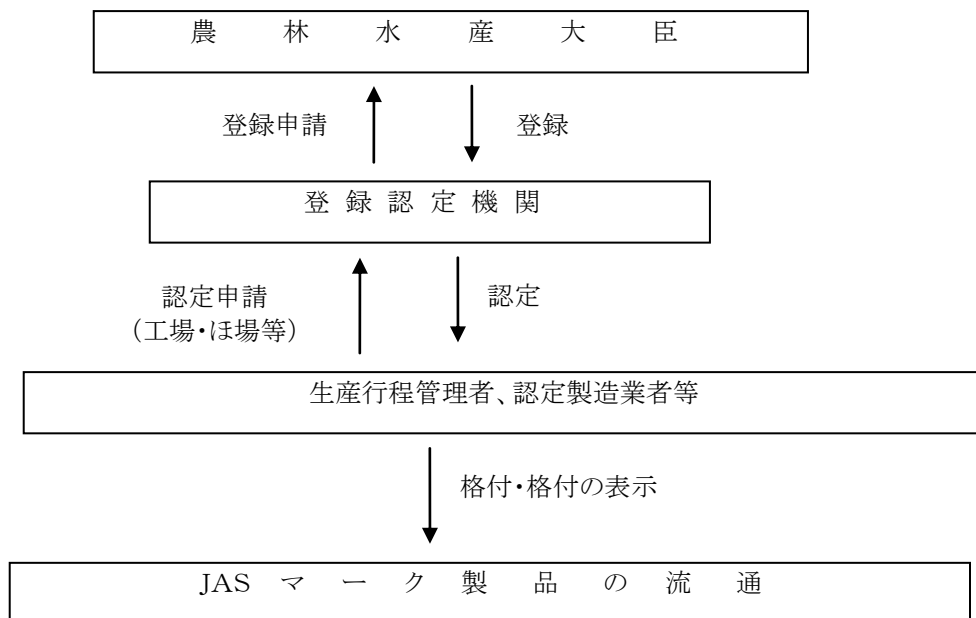 農林水産大臣
登録申請
登録
登録認定機関
認定申請
(工場・ほ場等)
認定
生産行程管理者、認定製造業者等
格付・格付の表示
JASマーク製品の流通